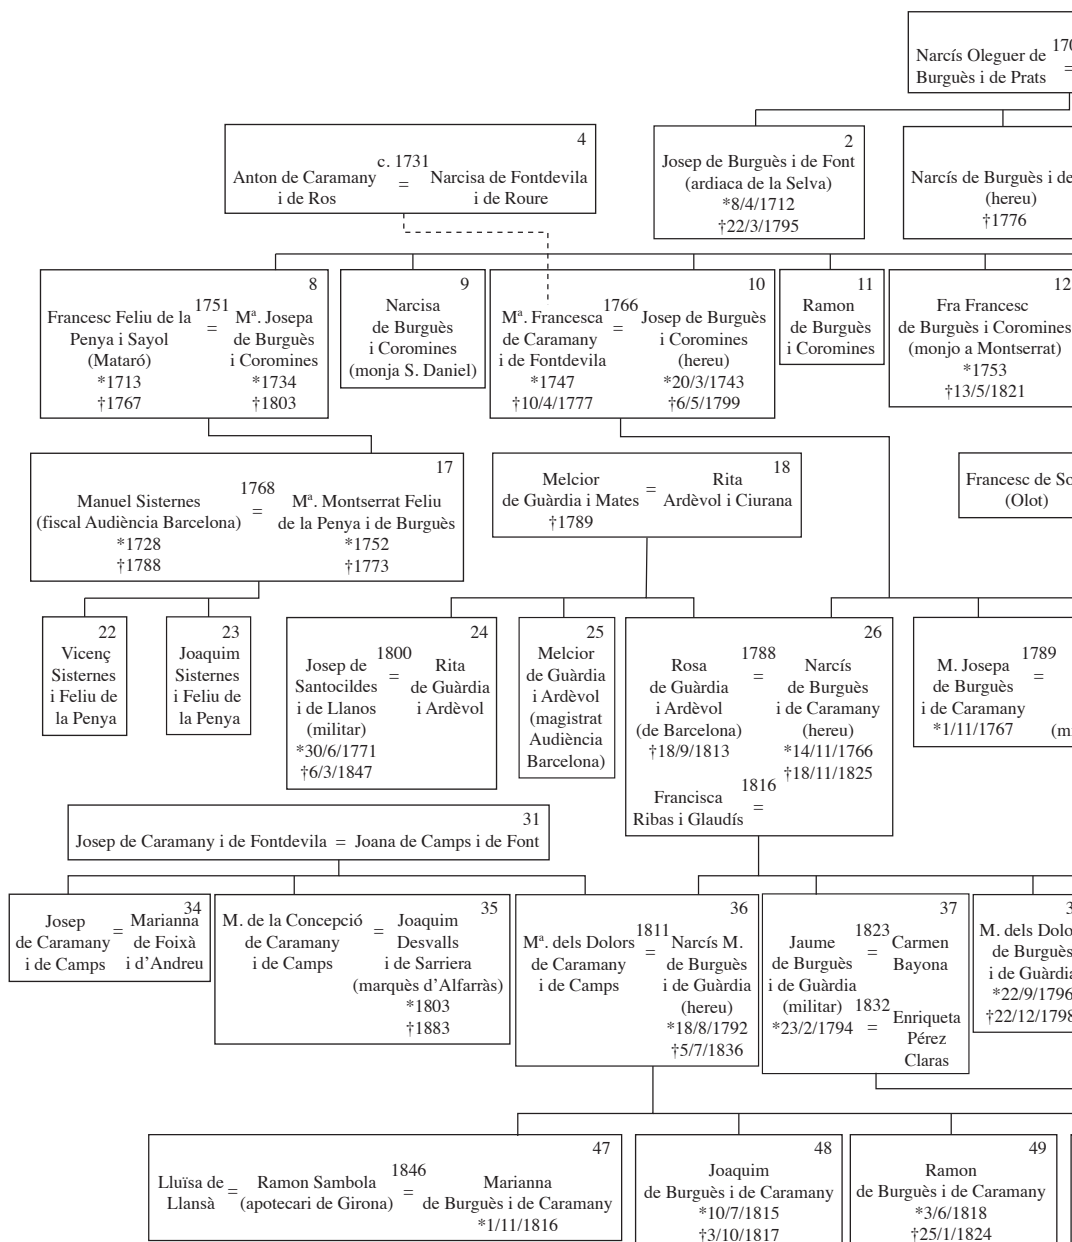 170
Narcís Oleguer de
Burguès i de Prats
=
4
Anton de Caramany
i de Ros
c. 1731
=
Narcisa de Fontdevila
i de Roure
2
Josep de Burguès i de Font
(ardiaca de la Selva)
*8/4/1712
†22/3/1795
Narcís de Burguès i de
(hereu)
†1776
8
Francesc Feliu de la
Penya i Sayol
(Mataró)
*1713
†1767
1751
=
Mª. Josepa
de Burguès
i Coromines
*1734
†1803
9
Narcisa
de Burguès
i Coromines
(monja S. Daniel)
10
Mª. Francesca
de Caramany
i de Fontdevila
*1747
†10/4/1777
1766
=
Josep de Burguès
i Coromines
(hereu)
*20/3/1743
†6/5/1799
11
Ramon
de Burguès
i Coromines
12
Fra Francesc
de Burguès i Coromines
(monjo a Montserrat)
*1753
†13/5/1821
17
Manuel Sisternes
(fiscal Audiència Barcelona)
*1728
†1788
1768
=
Mª. Montserrat Feliu
de la Penya i de Burguès
*1752
†1773
18
Melcior
de Guàrdia i Mates
†1789
=
Rita
Ardèvol i Ciurana
Francesc de So
(Olot)
22
Vicenç
Sisternes
i Feliu de
la Penya
23
Joaquim
Sisternes
i Feliu de
la Penya
24
Josep de
Santocildes
i de Llanos
(militar)
*30/6/1771
†6/3/1847
1800
=
Rita
de Guàrdia
i Ardèvol
25
Melcior
de Guàrdia
i Ardèvol
(magistrat
Audiència
Barcelona)
26
Rosa
de Guàrdia
i Ardèvol
(de Barcelona)
†18/9/1813
1788
=
Narcís
de Burguès
i de Caramany
(hereu)
*14/11/1766
†18/11/1825
Francisca
Ribas i Glaudís
1816
=
M. Josepa
de Burguès
i de Caramany
*1/11/1767
1789
=
(mi
31
Josep de Caramany i de Fontdevila = Joana de Camps i de Font
34
Josep
de Caramany
i de Camps
=
Marianna
de Foixà
i d’Andreu
35
M. de la Concepció
de Caramany
i de Camps
=
Joaquim
Desvalls
i de Sarriera
(marquès d’Alfarràs)
*1803
†1883
36
Mª. dels Dolors
de Caramany
i de Camps
1811
=
Narcís M.
de Burguès
i de Guàrdia
(hereu)
*18/8/1792
†5/7/1836
37
Jaume
de Burguès
i de Guàrdia
(militar)
*23/2/1794
1823
=
Carmen
Bayona
1832
=
Enriqueta
Pérez
Claras
3
M. dels Dolo
de Burguès
i de Guàrdia
*22/9/1796
†22/12/1798
47
Lluïsa de
Llansà
=
Ramon Sambola
(apotecari de Girona)
1846
=
Marianna
de Burguès i de Caramany
*1/11/1816
48
Joaquim
de Burguès i de Caramany
*10/7/1815
†3/10/1817
49
Ramon
de Burguès i de Caramany
*3/6/1818
†25/1/1824